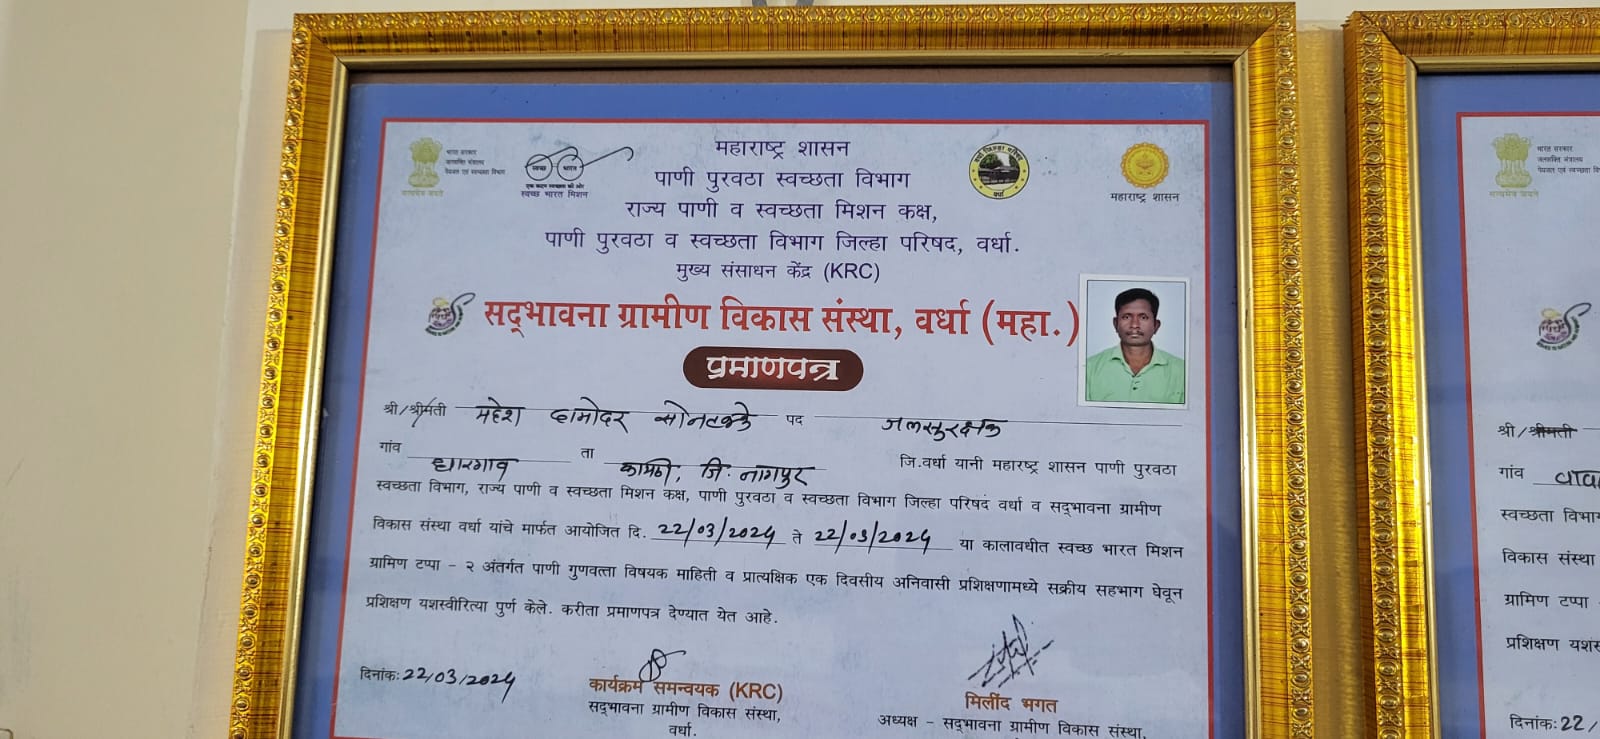 भारत सरकार
जलशक्ति मंत्रालय
पेयजल एवं स्वच्छता विभाग
सत्यमेव जयते
स्वच्छ भारत
एक कदम स्वच्छता की ओर
स्वच्छ भारत मिशन
महाराष्ट्र शासन
पाणी पुरवठा स्वच्छता विभाग
राज्य पाणी व स्वच्छता मिशन कक्ष,
पाणी पुरवठा व स्वच्छता विभाग जिल्हा परिषद, वर्धा.
मुख्य संसाधन केंद्र (KRC)
वर्धा जिल्हा परिषद
वर्धा
महाराष्ट्र शासन
सद्भावना ग्रामीण विकास संस्था, वर्धा (महा.)
प्रमाणपत्र
श्री/श्रीमती महेश दामोदर सोनटक्के पद जलसुरक्षक
गांव धारगाव ता कामठी, जि. नागपुर जि.वर्धा यांनी महाराष्ट्र शासन पाणी पुरवठा
स्वच्छता विभाग, राज्य पाणी व स्वच्छता मिशन कक्ष, पाणी पुरवठा व स्वच्छता विभाग जिल्हा परिषद वर्धा व सद्भावना ग्रामीण
विकास संस्था वर्धा यांचे मार्फत आयोजित दि. 22/03/2024 ते 22/03/2024 या कालावधीत स्वच्छ भारत मिशन
ग्रामिण टप्पा - २ अंतर्गत पाणी गुणवत्ता विषयक माहिती व प्रात्यक्षिक एक दिवसीय अनिवासी प्रशिक्षणामध्ये सक्रीय सहभाग घेवून
प्रशिक्षण यशस्वीरित्या पुर्ण केले. करीता प्रमाणपत्र देण्यात येत आहे.
दिनांक: 22/03/2024
कार्यक्रम समन्वयक (KRC)
सद्भावना ग्रामीण विकास संस्था,
वर्धा.
मिलींद भगत
अध्यक्ष - सद्भावना ग्रामीण विकास संस्था,
भारत सरकार
जलशक्ति मंत्रालय
पेयजल एवं स्वच्छता
सत्यमेव जयते
श्री/श्रीमती
गांव
स्वच्छता विभाग
विकास संस्था
ग्रामिण टप्पा
प्रशिक्षण
दिनांक: 22/